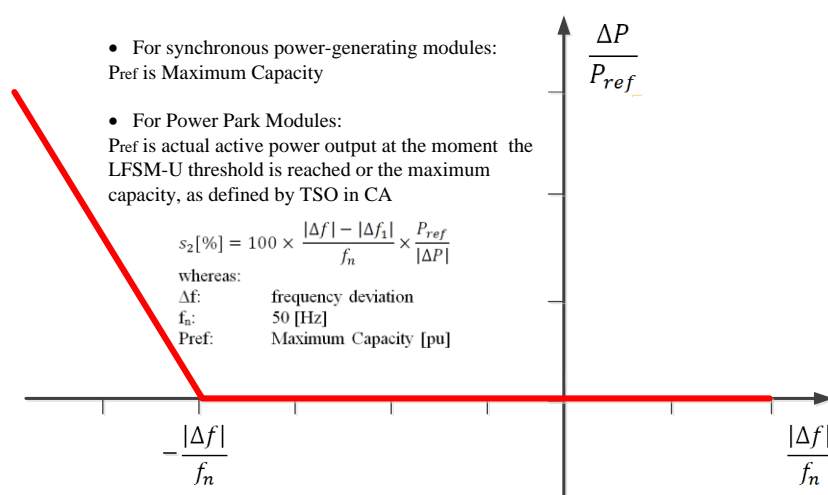 • For synchronous power-generating modules:
Pref is Maximum Capacity
• For Power Park Modules:
Pref is actual active power output at the moment the
LFSM-U threshold is reached or the maximum
capacity, as defined by TSO in CA
s₂[%] = 100 × (|Δf| − |Δf₁|)/fₙ × P_ref/|ΔP|
whereas:
Δf: frequency deviation
fₙ: 50 [Hz]
Pref: Maximum Capacity [pu]
ΔP/P_ref
−|Δf|/fₙ
|Δf|/fₙ